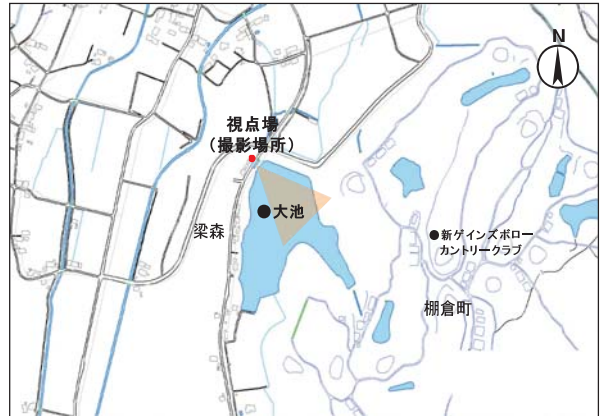 N
視点場
（撮影場所）
●大池
梁森
●新ゲインズボロー
カントリークラブ
棚倉町